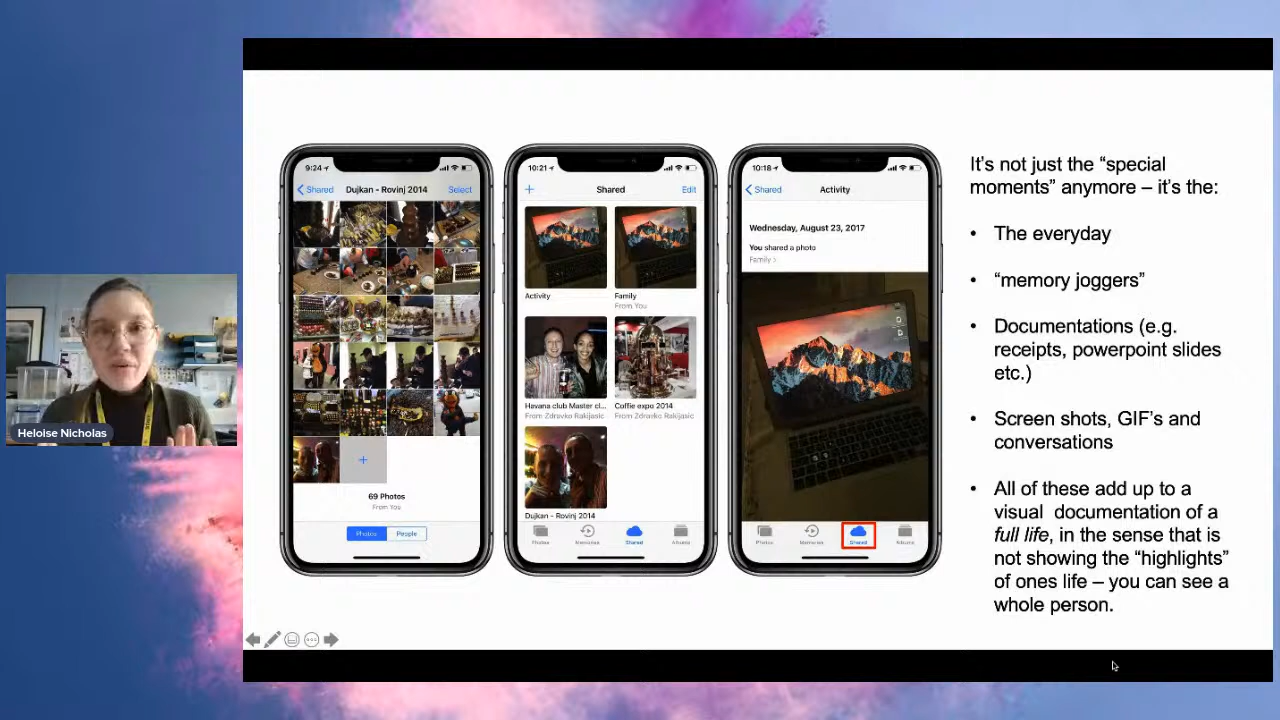 Heloise Nicholas
9:24
Shared
Dujkan - Rovinj 2014
Select
69 Photos
From You
Photos
People
10:21
+
Shared
Edit
Activity
Family
From You
Havana club Master cl...
From Zdravko Rakijasic
Coffie expo 2014
From Zdravko Rakijasic
Dujkan - Rovinj 2014
Photos
Memories
Shared
Albums
10:18
Shared
Activity
Wednesday, August 23, 2017
You shared a photo
Family >
Photos
Memories
Shared
Albums
It's not just the “special
moments” anymore – it's the:
• The everyday
• “memory joggers”
• Documentations (e.g.
receipts, powerpoint slides
etc.)
• Screen shots, GIF's and
conversations
• All of these add up to a
visual documentation of a
full life, in the sense that is
not showing the “highlights”
of ones life – you can see a
whole person.